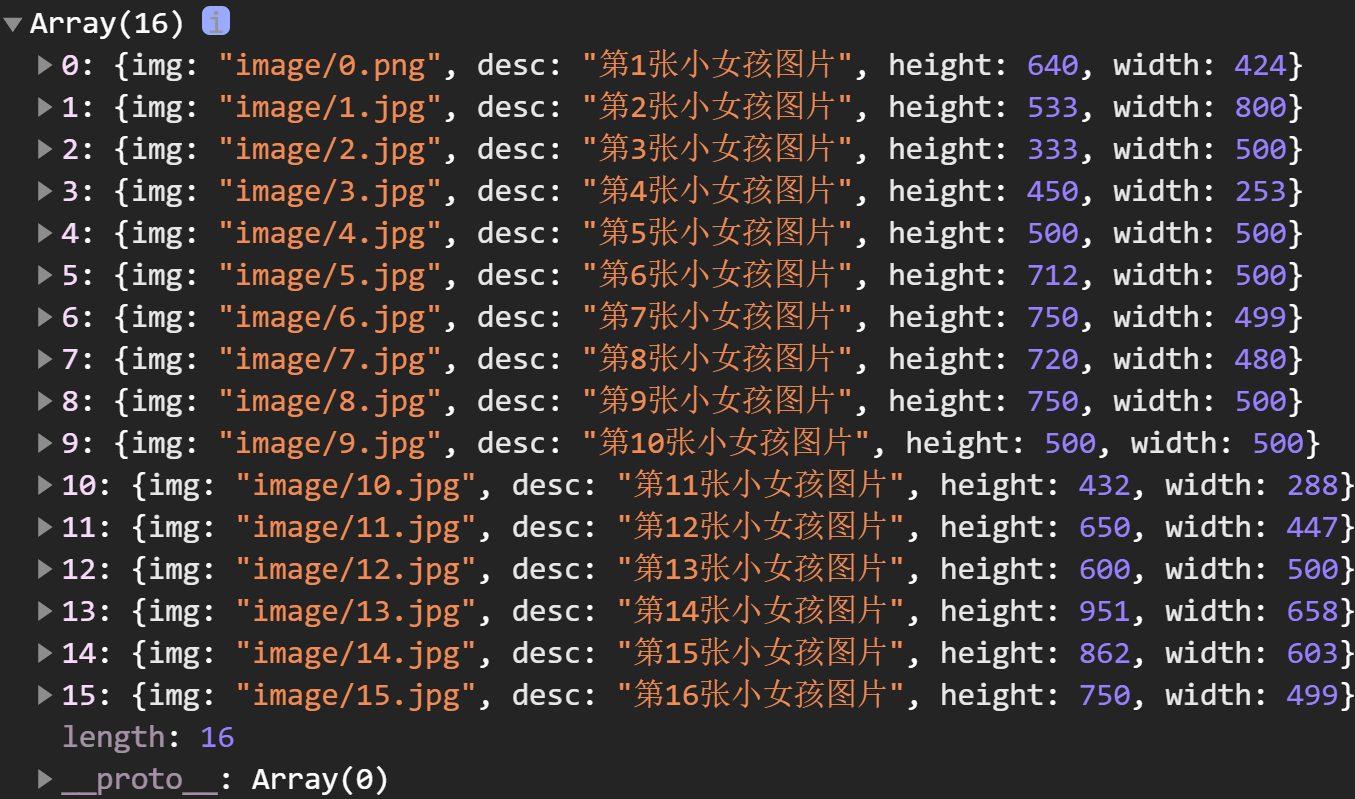 Array(16) i
0: {img: "image/0.png", desc: "第1张小女孩图片", height: 640, width: 424}
1: {img: "image/1.jpg", desc: "第2张小女孩图片", height: 533, width: 800}
2: {img: "image/2.jpg", desc: "第3张小女孩图片", height: 333, width: 500}
3: {img: "image/3.jpg", desc: "第4张小女孩图片", height: 450, width: 253}
4: {img: "image/4.jpg", desc: "第5张小女孩图片", height: 500, width: 500}
5: {img: "image/5.jpg", desc: "第6张小女孩图片", height: 712, width: 500}
6: {img: "image/6.jpg", desc: "第7张小女孩图片", height: 750, width: 499}
7: {img: "image/7.jpg", desc: "第8张小女孩图片", height: 720, width: 480}
8: {img: "image/8.jpg", desc: "第9张小女孩图片", height: 750, width: 500}
9: {img: "image/9.jpg", desc: "第10张小女孩图片", height: 500, width: 500}
10: {img: "image/10.jpg", desc: "第11张小女孩图片", height: 432, width: 288}
11: {img: "image/11.jpg", desc: "第12张小女孩图片", height: 650, width: 447}
12: {img: "image/12.jpg", desc: "第13张小女孩图片", height: 600, width: 500}
13: {img: "image/13.jpg", desc: "第14张小女孩图片", height: 951, width: 658}
14: {img: "image/14.jpg", desc: "第15张小女孩图片", height: 862, width: 603}
15: {img: "image/15.jpg", desc: "第16张小女孩图片", height: 750, width: 499}
length: 16
__proto__: Array(0)